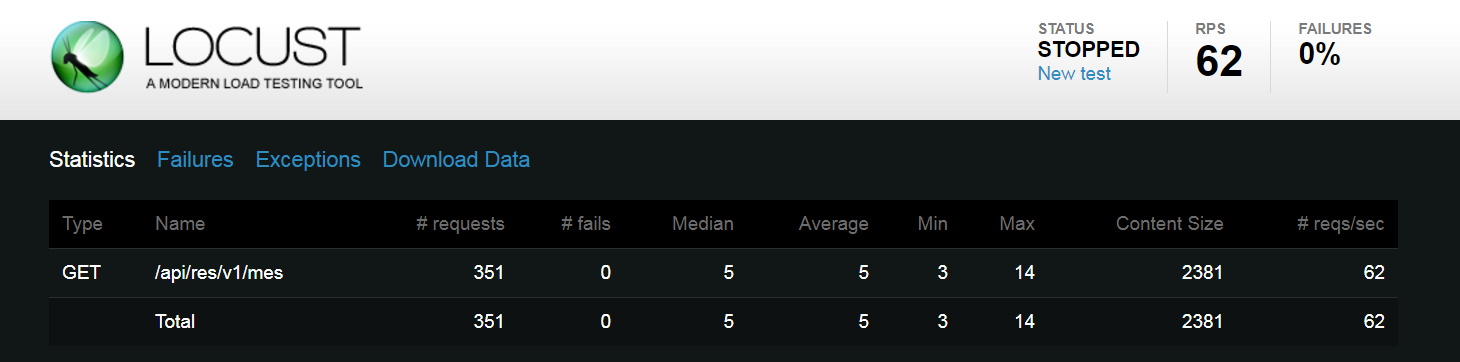 LOCUST
A MODERN LOAD TESTING TOOL
STATUS
STOPPED
New test
RPS
62
FAILURES
0%
Statistics Failures Exceptions Download Data
Type Name # requests # fails Median Average Min Max Content Size # reqs/sec
GET /api/res/v1/mes 351 0 5 5 3 14 2381 62
Total 351 0 5 5 3 14 2381 62